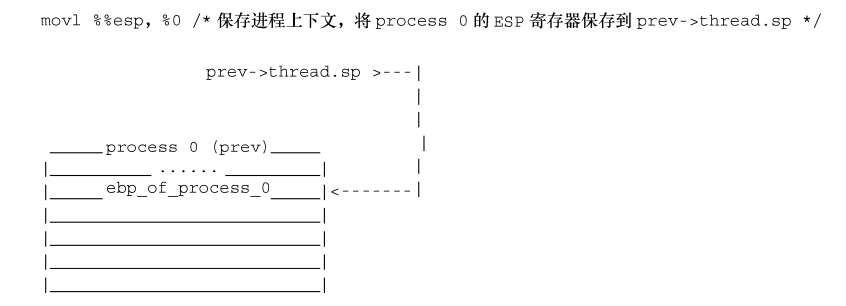 movl %%esp，%0 /* 保存进程上下文，将 process 0 的 ESP 寄存器保存到 prev->thread.sp */
prev->thread.sp >---|
process 0 (prev)
......
ebp_of_process_0 |<-------|